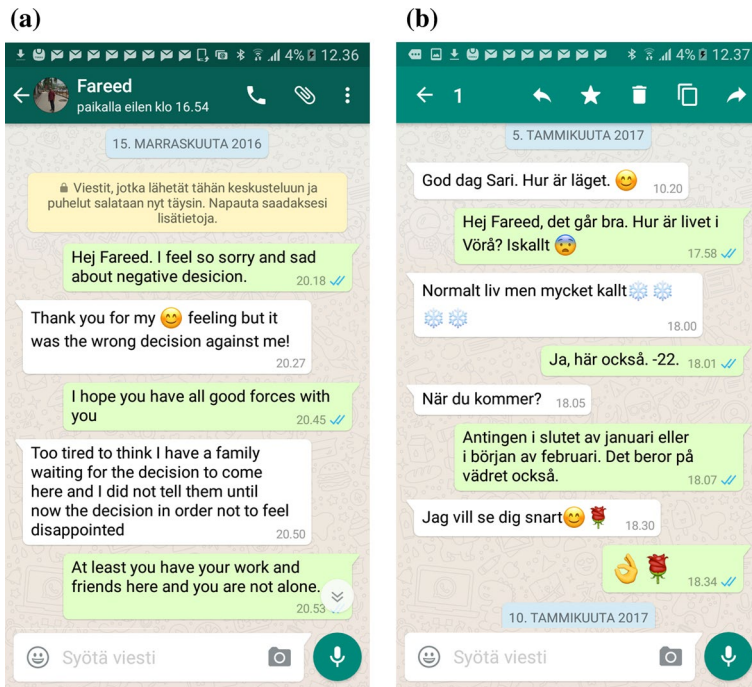 (a)
4% 12.36
Fareed
paikalla eilen klo 16.54
15. MARRASKUUTA 2016
Viestit, jotka lähetät tähän keskusteluun ja
puhelut salataan nyt täysin. Napauta saadaksesi
lisätietoja.
Hej Fareed. I feel so sorry and sad
about negative desicion.
20.18
Thank you for my 😊 feeling but it
was the wrong decision against me!
20.27
I hope you have all good forces with
you
20.45
Too tired to think I have a family
waiting for the decision to come
here and I did not tell them until
now the decision in order not to feel
disappointed
20.50
At least you have your work and
friends here and you are not alone.
20.53
Syötä viesti
(b)
4% 12.37
1
5. TAMMIKUUTA 2017
God dag Sari. Hur är läget. 😊
10.20
Hej Fareed, det går bra. Hur är livet i
Vörå? Iskallt 😨
17.58
Normalt liv men mycket kallt❄️ ❄️
❄️ ❄️
18.00
Ja, här också. -22. 18.01
När du kommer? 18.05
Antingen i slutet av januari eller
i början av februari. Det beror på
vädret också.
18.07
Jag vill se dig snart😊🌹
18.30
👌🌹
18.34
10. TAMMIKUUTA 2017
Syötä viesti